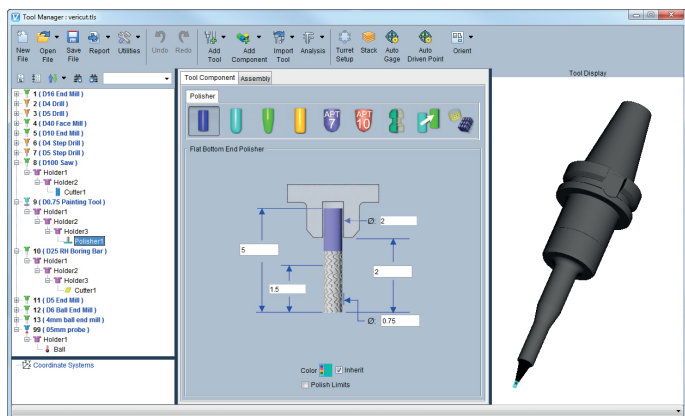 Tool Manager : vericut.tls
New File
Open File
Save File
Report
Utilities
Undo
Redo
Add Tool
Add Component
Import Tool
Analysis
Turret Setup
Stack
Auto Gage
Auto Driven Point
Orient
Tool Component
Assembly
Tool Display
1 ( D16 End Mill )
2 ( D4 Drill )
3 ( D5 Drill )
4 ( D40 Face Mill )
5 ( D10 End Mill )
6 ( D4 Step Drill )
7 ( D5 Step Drill )
8 ( D100 Saw )
Holder1
Holder2
Cutter1
9 ( D0.75 Painting Tool )
Holder1
Holder2
Holder3
Polisher1
10 ( D25 RH Boring Bar )
Holder1
Holder2
Holder3
Cutter1
11 ( D5 End Mill )
12 ( D6 Ball End Mill )
13 ( 4mm ball end mill )
99 ( 05mm probe )
Holder1
Ball
Coordinate Systems
Polisher
APT 7
APT 10
Flat Bottom End Polisher
Ø: 2
5
2
1.5
Ø: 0.75
Color
Inherit
Polish Limits